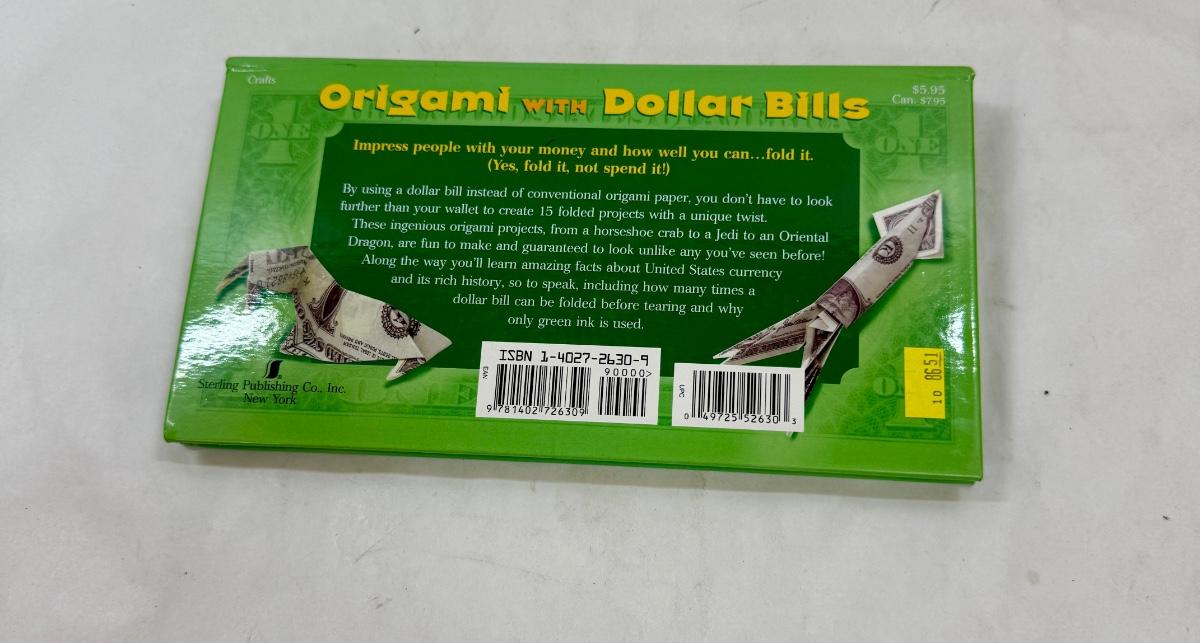 Crafts
Origami WITH Dollar Bills
$5.95
Can. $7.95
Impress people with your money and how well you can...fold it.
(Yes, fold it, not spend it!)
By using a dollar bill instead of conventional origami paper, you don't have to look
further than your wallet to create 15 folded projects with a unique twist.
These ingenious origami projects, from a horseshoe crab to a Jedi to an Oriental
Dragon, are fun to make and guaranteed to look unlike any you've seen before!
Along the way you'll learn amazing facts about United States currency
and its rich history, so to speak, including how many times a
dollar bill can be folded before tearing and why
only green ink is used.
ONE
ONE
Sterling Publishing Co., Inc.
New York
ISBN 1-4027-2630-9
90000>
EAN
9 781402 726309
UPC
0 49725 52630 3
10 8651